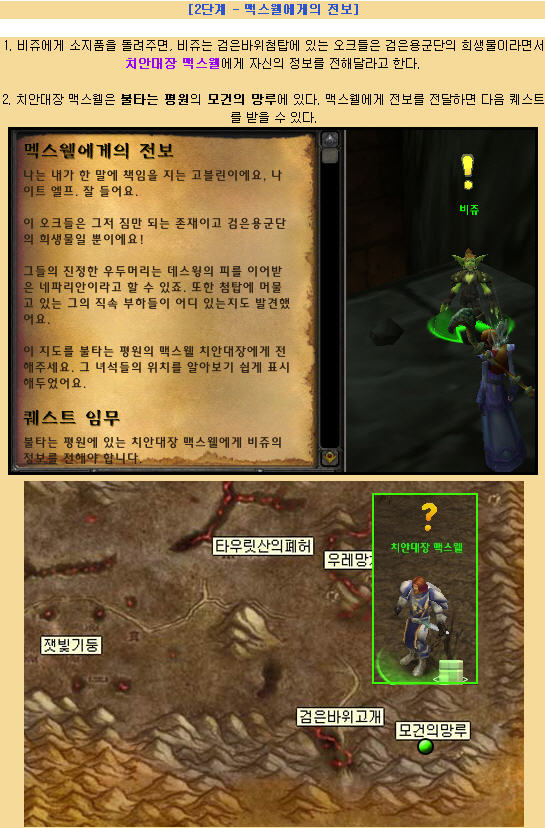 [2단계 - 맥스웰에게의 전보]
1. 비쥬에게 소지품을 돌려주면, 비쥬는 검은바위첨탑에 있는 오크들은 검은용군단의 희생물이라면서
치안대장 맥스웰에게 자신의 정보를 전해달라고 한다.
2. 치안대장 맥스웰은 불타는 평원의 모건의 망루에 있다. 맥스웰에게 전보를 전달하면 다음 퀘스트
를 받을 수 있다.
멕스웰에게의 전보
나는 내가 한 말에 책임을 지는 고블린이에요, 나
이트 엘프. 잘 들어요.
이 오크들은 그저 짐만 되는 존재이고 검은용군단
의 희생물일 뿐이에요!
그들의 진정한 우두머리는 데스윙의 피를 이어받
은 네파리안이라고 할 수 있죠. 또한 첨탑에 머물
고 있는 그의 직속 부하들이 어디 있는지도 발견했
어요.
이 지도를 불타는 평원의 맥스웰 치안대장에게 전
해주세요. 그 녀석들의 위치를 알아보기 쉽게 표시
해두었어요.
퀘스트 임무
불타는 평원에 있는 치안대장 맥스웰에게 비쥬의
정보를 전해야 합니다.
비쥬
타우릿산의폐허
우레망
치안대장 맥스웰
잿빛기둥
검은바위고개
모건의망루